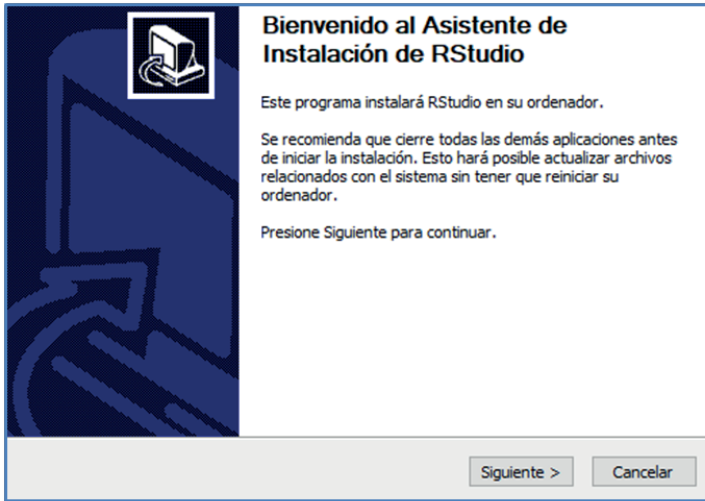 Bienvenido al Asistente de
Instalación de RStudio
Este programa instalará RStudio en su ordenador.
Se recomienda que cierre todas las demás aplicaciones antes
de iniciar la instalación. Esto hará posible actualizar archivos
relacionados con el sistema sin tener que reiniciar su
ordenador.
Presione Siguiente para continuar.
Siguiente >
Cancelar